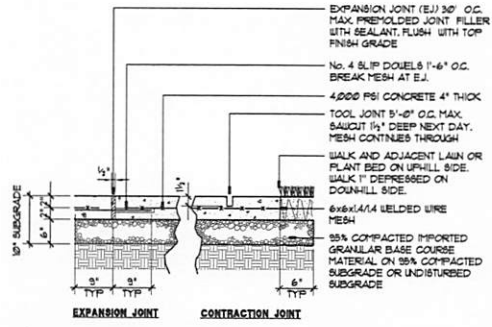 EXPANSION JOINT (EJ) 30' O.C.
MAX. PREMOLDED JOINT FILLER
WITH SEALANT, FLUSH WITH TOP
FINISH GRADE
No. 4 SLIP DOWELS 1'-6" O.C.
BREAK MESH AT EJ.
4,000 PSI CONCRETE 4" THICK
TOOL JOINT 5'-0" O.C. MAX.
SAWCUT 1½" DEEP NEXT DAY.
MESH CONTINUES THROUGH
WALK AND ADJACENT LAWN OR
PLANT BED ON UPHILL SIDE.
WALK 1" DEPRESSED ON
DOWNHILL SIDE.
6x6x1.4/1.4 WELDED WIRE
MESH
95% COMPACTED IMPORTED
GRANULAR BASE COURSE
MATERIAL ON 95% COMPACTED
SUBGRADE OR UNDISTURBED
SUBGRADE
½"
1½"
10" SUBGRADE
6"
2"
2"
9"
TYP
9"
TYP
6"
TYP
EXPANSION JOINT
CONTRACTION JOINT